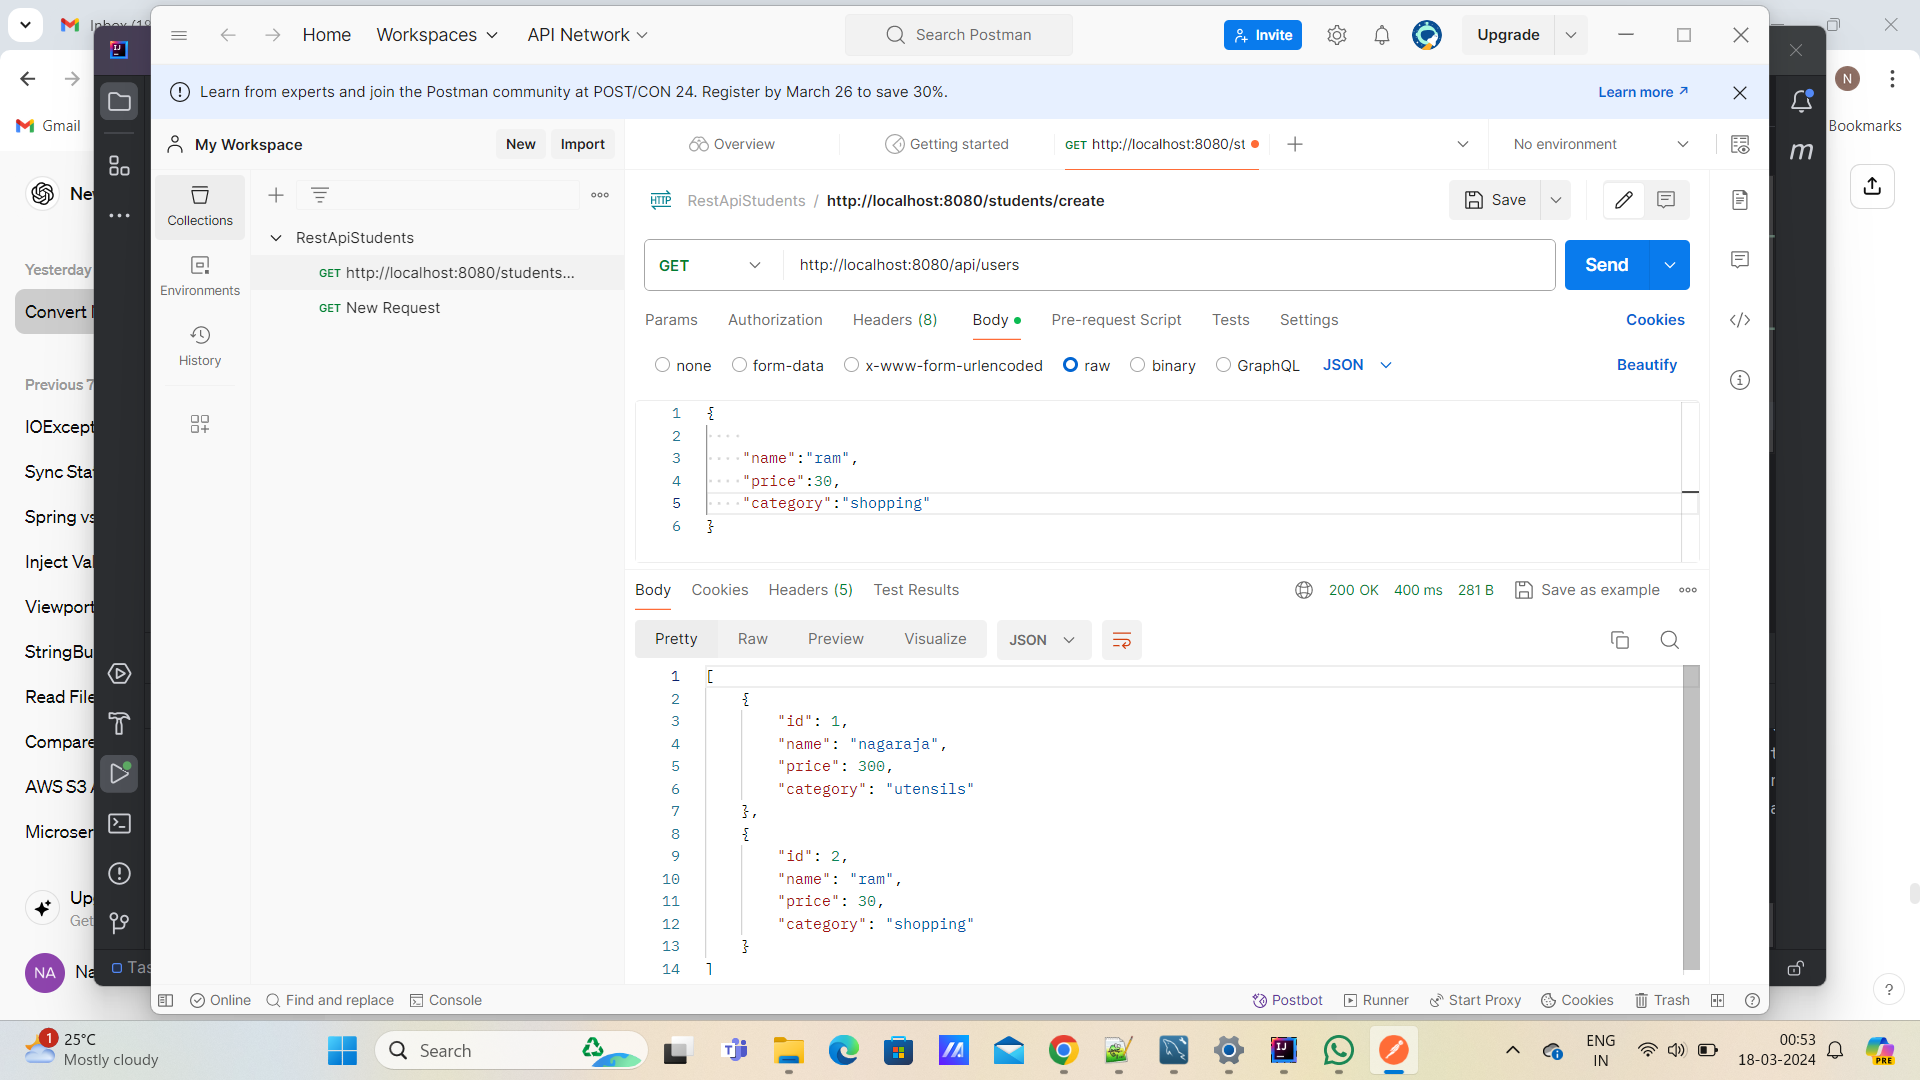 Home
Workspaces
API Network
Search Postman
Invite
Upgrade
Learn from experts and join the Postman community at POST/CON 24. Register by March 26 to save 30%.
Learn more
N
Gmail
Bookmarks
My Workspace
New
Import
Overview
Getting started
GET http://localhost:8080/st
No environment
m
RestApiStudents / http://localhost:8080/students/create
Save
Collections
RestApiStudents
GET http://localhost:8080/students...
GET New Request
Environments
History
GET
http://localhost:8080/api/users
Send
Params
Authorization
Headers (8)
Body
Pre-request Script
Tests
Settings
Cookies
none
form-data
x-www-form-urlencoded
raw
binary
GraphQL
JSON
Beautify
1 {
2
3 "name":"ram",
4 "price":30,
5 "category":"shopping"
6 }
Body
Cookies
Headers (5)
Test Results
200 OK
400 ms
281 B
Save as example
Pretty
Raw
Preview
Visualize
JSON
1 [
2 {
3 "id": 1,
4 "name": "nagaraja",
5 "price": 300,
6 "category": "utensils"
7 },
8 {
9 "id": 2,
10 "name": "ram",
11 "price": 30,
12 "category": "shopping"
13 }
14 ]
Yesterday
Convert
Previous 7
IOExcept
Sync Sta
Spring vs
Inject Val
Viewport
StringBu
Read File
Compare
AWS S3
Microser
Up
Get
NA
Na
Tas
Online
Find and replace
Console
Postbot
Runner
Start Proxy
Cookies
Trash
1
25°C
Mostly cloudy
Search
ENG
IN
00:53
18-03-2024
PRE